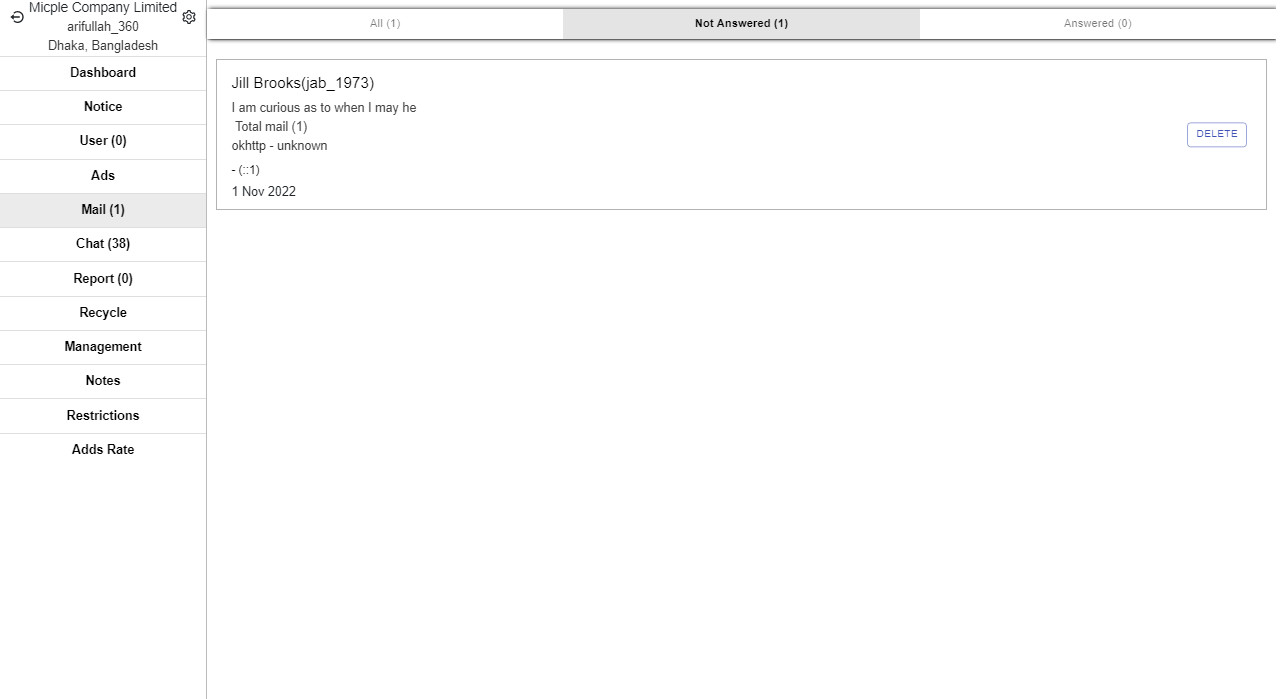 Micple Company Limited
arifullah_360
Dhaka, Bangladesh
Dashboard
Notice
User (0)
Ads
Mail (1)
Chat (38)
Report (0)
Recycle
Management
Notes
Restrictions
Adds Rate
All (1)
Not Answered (1)
Answered (0)
Jill Brooks(jab_1973)
I am curious as to when I may he
Total mail (1)
okhttp - unknown
- (::1)
1 Nov 2022
DELETE